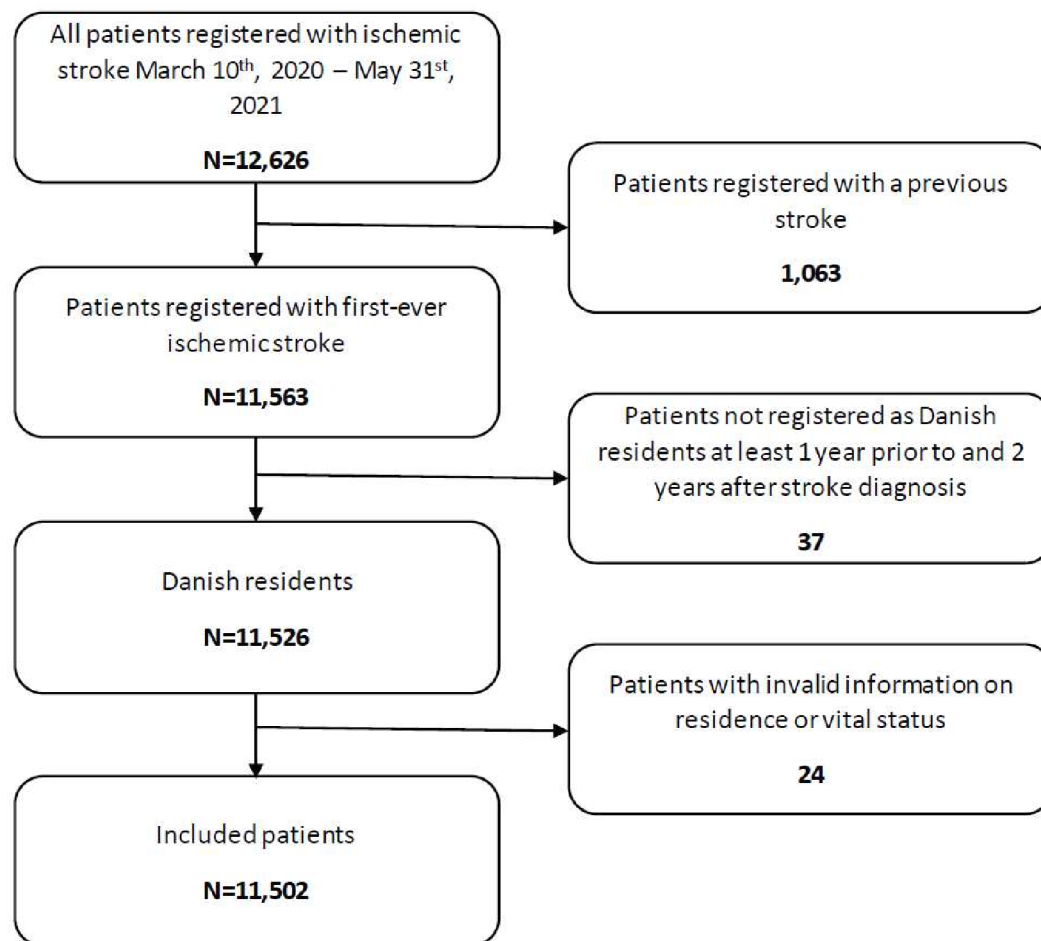 All patients registered with ischemic
stroke March 10th, 2020 – May 31st,
2021
N=12,626
Patients registered with a previous
stroke
1,063
Patients registered with first-ever
ischemic stroke
N=11,563
Patients not registered as Danish
residents at least 1 year prior to and 2
years after stroke diagnosis
37
Danish residents
N=11,526
Patients with invalid information on
residence or vital status
24
Included patients
N=11,502